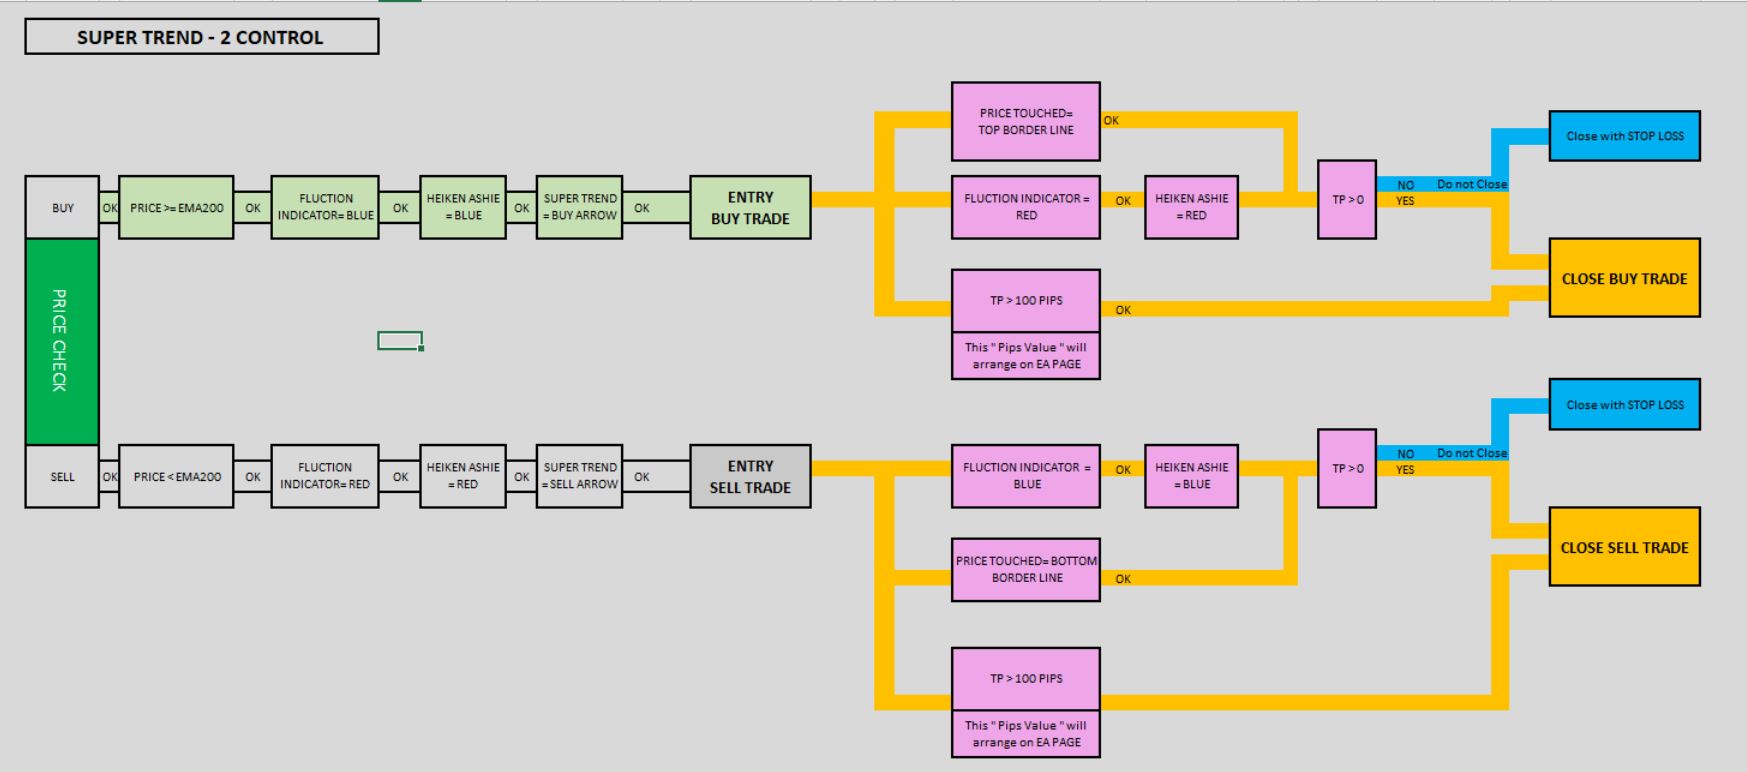 SUPER TREND - 2 CONTROL
BUY
OK
PRICE >= EMA200
OK
FLUCTION
INDICATOR= BLUE
OK
HEIKEN ASHIE
= BLUE
OK
SUPER TREND
= BUY ARROW
OK
ENTRY
BUY TRADE
PRICE TOUCHED=
TOP BORDER LINE
OK
FLUCTION INDICATOR =
RED
OK
HEIKEN ASHIE
= RED
TP > 100 PIPS
This " Pips Value " will
arrange on EA PAGE
OK
TP > 0
NO
Do not Close
YES
Close with STOP LOSS
CLOSE BUY TRADE
PRICE CHECK
SELL
OK
PRICE < EMA200
OK
FLUCTION
INDICATOR= RED
OK
HEIKEN ASHIE
= RED
OK
SUPER TREND
= SELL ARROW
OK
ENTRY
SELL TRADE
FLUCTION INDICATOR =
BLUE
OK
HEIKEN ASHIE
= BLUE
PRICE TOUCHED= BOTTOM
BORDER LINE
OK
TP > 100 PIPS
This " Pips Value " will
arrange on EA PAGE
TP > 0
NO
Do not Close
YES
Close with STOP LOSS
CLOSE SELL TRADE